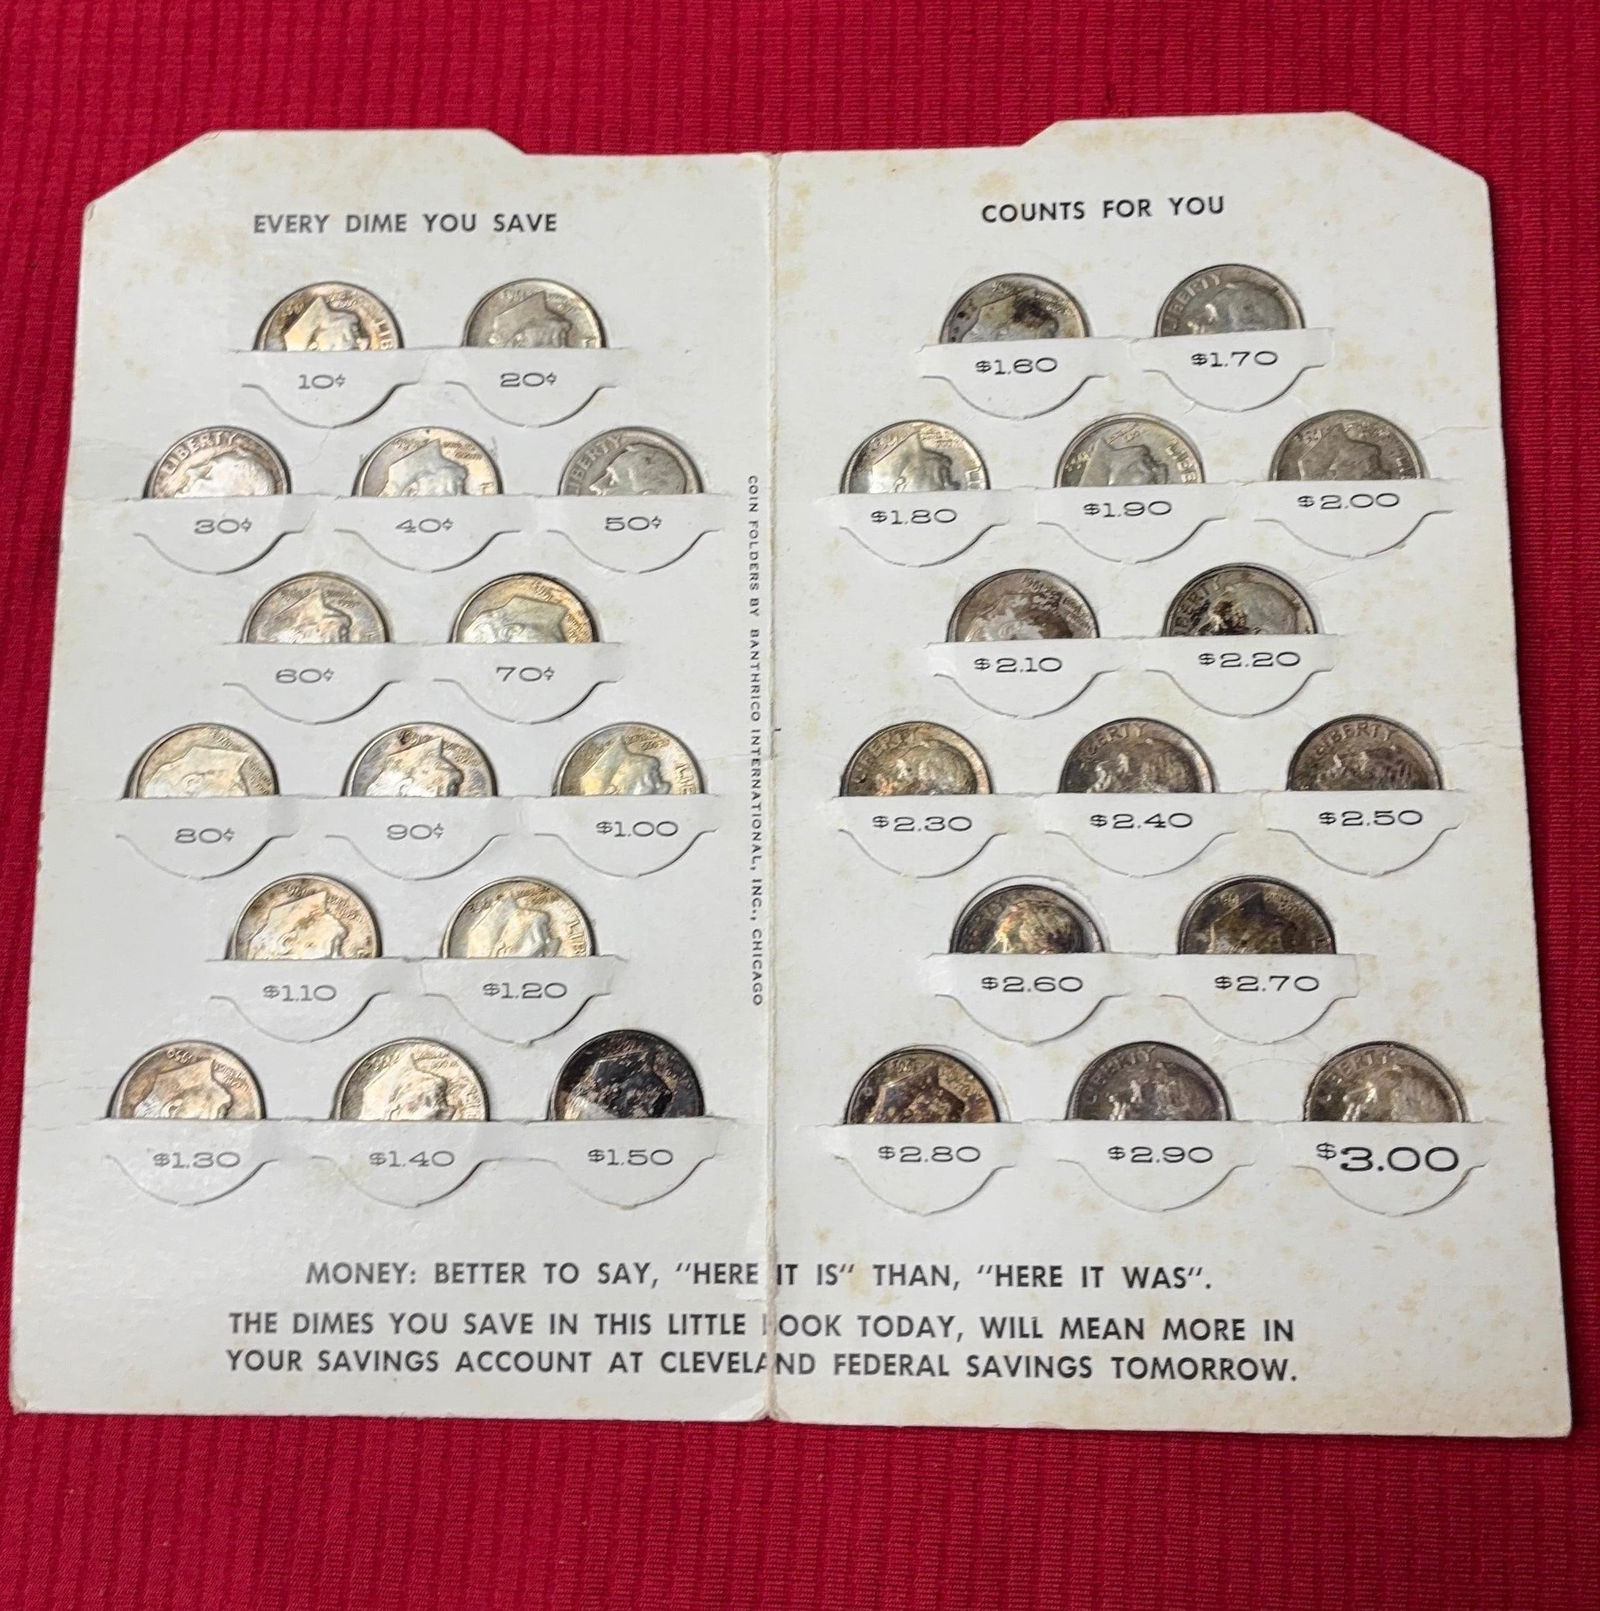 EVERY DIME YOU SAVE
10¢ 20¢
LIBERTY
30¢ 40¢ 50¢
60¢ 70¢
80¢ 90¢ $1.00
$1.10 $1.20
$1.30 $1.40 $1.50
COIN FOLDERS BY BANTHRICO INTERNATIONAL, INC., CHICAGO
COUNTS FOR YOU
$1.60 $1.70
$1.80 $1.90 $2.00
$2.10 $2.20
LIBERTY
$2.30 $2.40 $2.50
$2.60 $2.70
$2.80 $2.90 $3.00
MONEY: BETTER TO SAY, "HERE IT IS" THAN, "HERE IT WAS".
THE DIMES YOU SAVE IN THIS LITTLE BOOK TODAY, WILL MEAN MORE IN
YOUR SAVINGS ACCOUNT AT CLEVELAND FEDERAL SAVINGS TOMORROW.